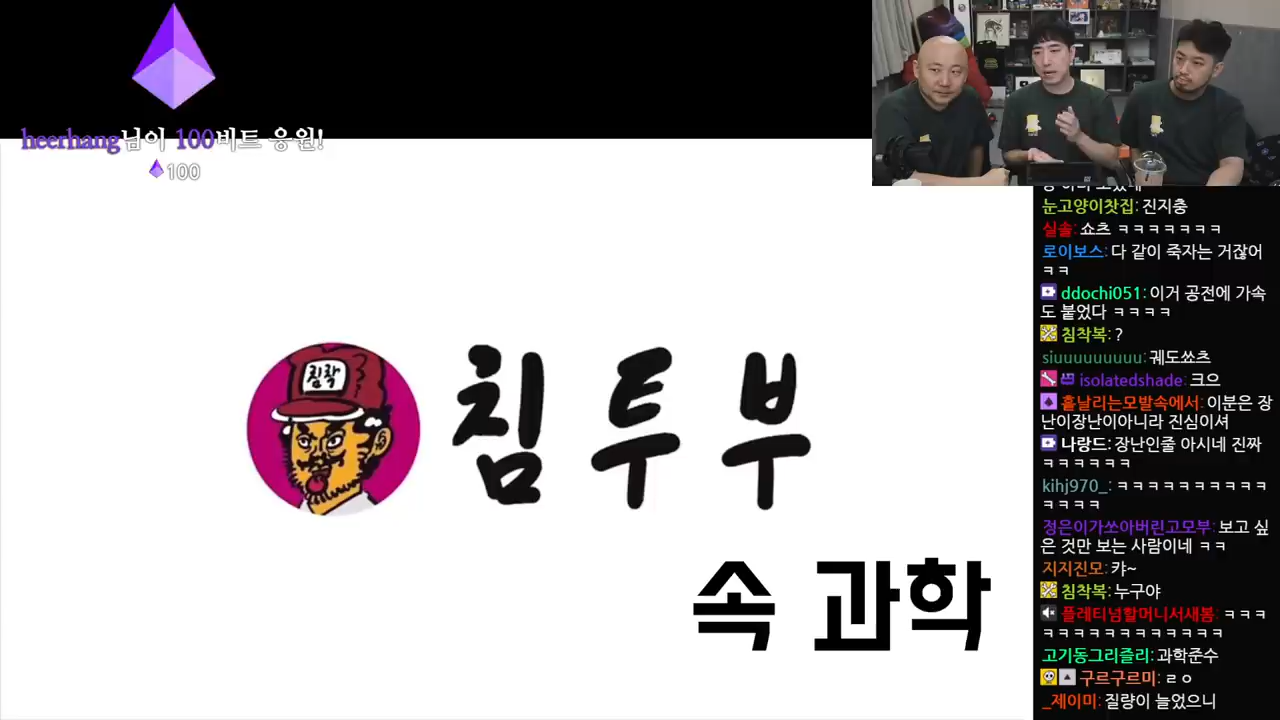 heerhang님이 100비트 응원!
100
눈고양이찻집: 진지충
실솔: 쇼츠 ㅋㅋㅋㅋㅋㅋㅋ
로이보스: 다 같이 죽자는 거잖어
ㅋㅋ
ddochi051: 이거 공전에 가속
도 붙었다 ㅋㅋㅋㅋ
침착복: ?
siuuuuuuuuu: 궤도쑈츠
isolatedshade: 크으
흩날리는모발속에서: 이분은 장
난이장난이아니라 진심이셔
나랑드: 장난인줄 아시네 진짜
ㅋㅋㅋㅋㅋㅋ
kihj970_: ㅋㅋㅋㅋㅋㅋㅋㅋㅋㅋ
ㅋㅋㅋㅋ
정은이가쏘아버린고모부: 보고 싶
은 것만 보는 사람이네 ㅋㅋ
지지진모: 캬~
침착복: 누구야
플레티넘할머니서새봄: ㅋㅋㅋ
ㅋㅋㅋㅋㅋㅋㅋㅋㅋㅋㅋㅋ
고기동그리즐리: 과학준수
구르구르미: ㄹㅇ
_제이미: 질량이 늘었으니
침착
침투부
속 과학